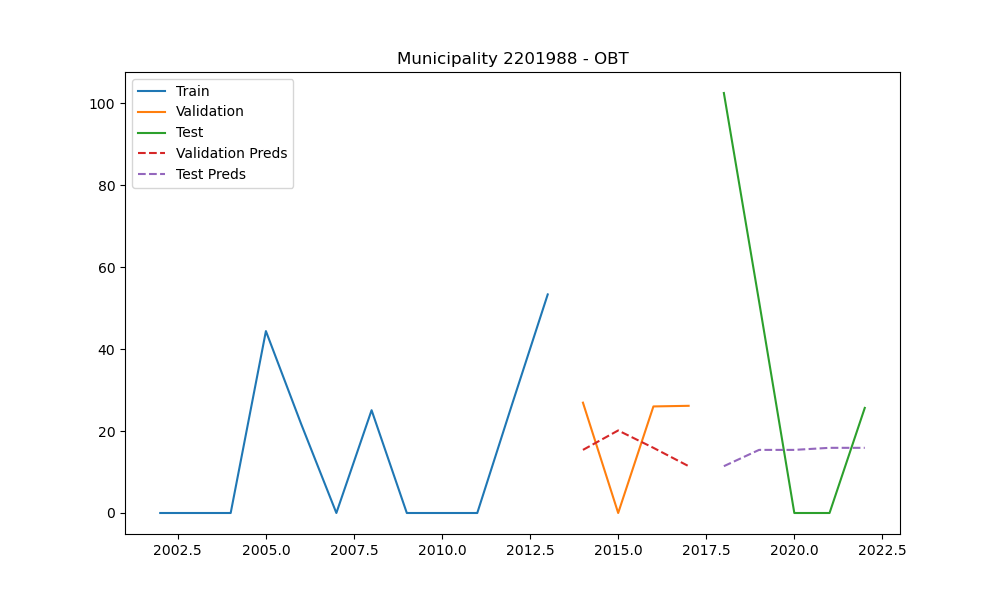 Municipality 2201988 - OBT
Train
Validation
Test
Validation Preds
Test Preds
100
80
60
40
20
0
2002.5 2005.0 2007.5 2010.0 2012.5 2015.0 2017.5 2020.0 2022.5